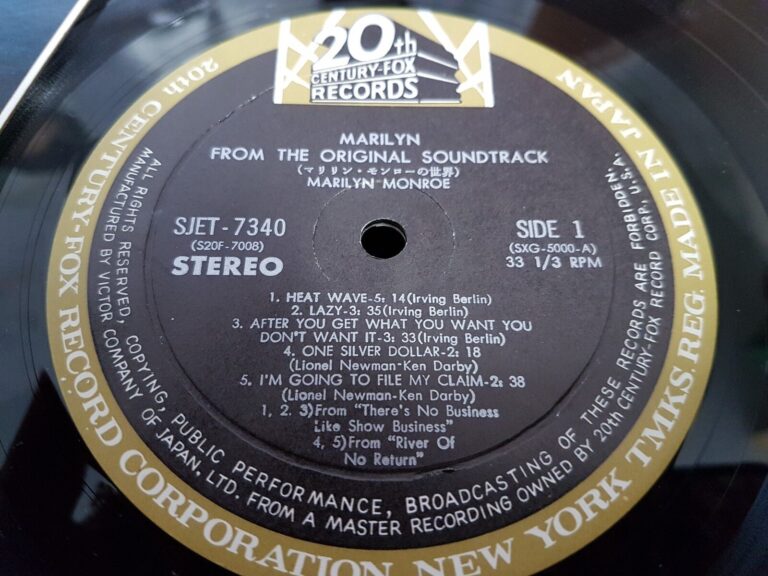 20th
CENTURY-FOX
RECORDS
MARILYN
FROM THE ORIGINAL SOUNDTRACK
(マリリン・モンローの世界)
MARILYN MONROE
SJET-7340
(S20F-7008)
STEREO
SIDE 1
(SXG-5000-A)
33 1/3 RPM
1. HEAT WAVE-5: 14(Irving Berlin)
2. LAZY-3: 35(Irving Berlin)
3. AFTER YOU GET WHAT YOU WANT YOU
DON'T WANT IT-3: 33(Irving Berlin)
4. ONE SILVER DOLLAR-2: 18
(Lionel Newman-Ken Darby)
5. I'M GOING TO FILE MY CLAIM-2: 38
(Lionel Newman-Ken Darby)
1, 2. 3)From "There's No Business
Like Show Business"
4, 5)From "River Of
No Return"
ALL RIGHTS RESERVED, COPYING, PUBLIC PERFORMANCE, BROADCASTING OF THESE RECORDS ARE FORBIDDEN.
MANUFACTURED BY VICTOR COMPANY OF JAPAN, LTD. FROM A MASTER RECORDING OWNED BY 20th CENTURY-FOX RECORD CORP., U.S.A.
20th CENTURY-FOX RECORD CORPORATION NEW YORK TMKS. REG. MADE IN JAPAN